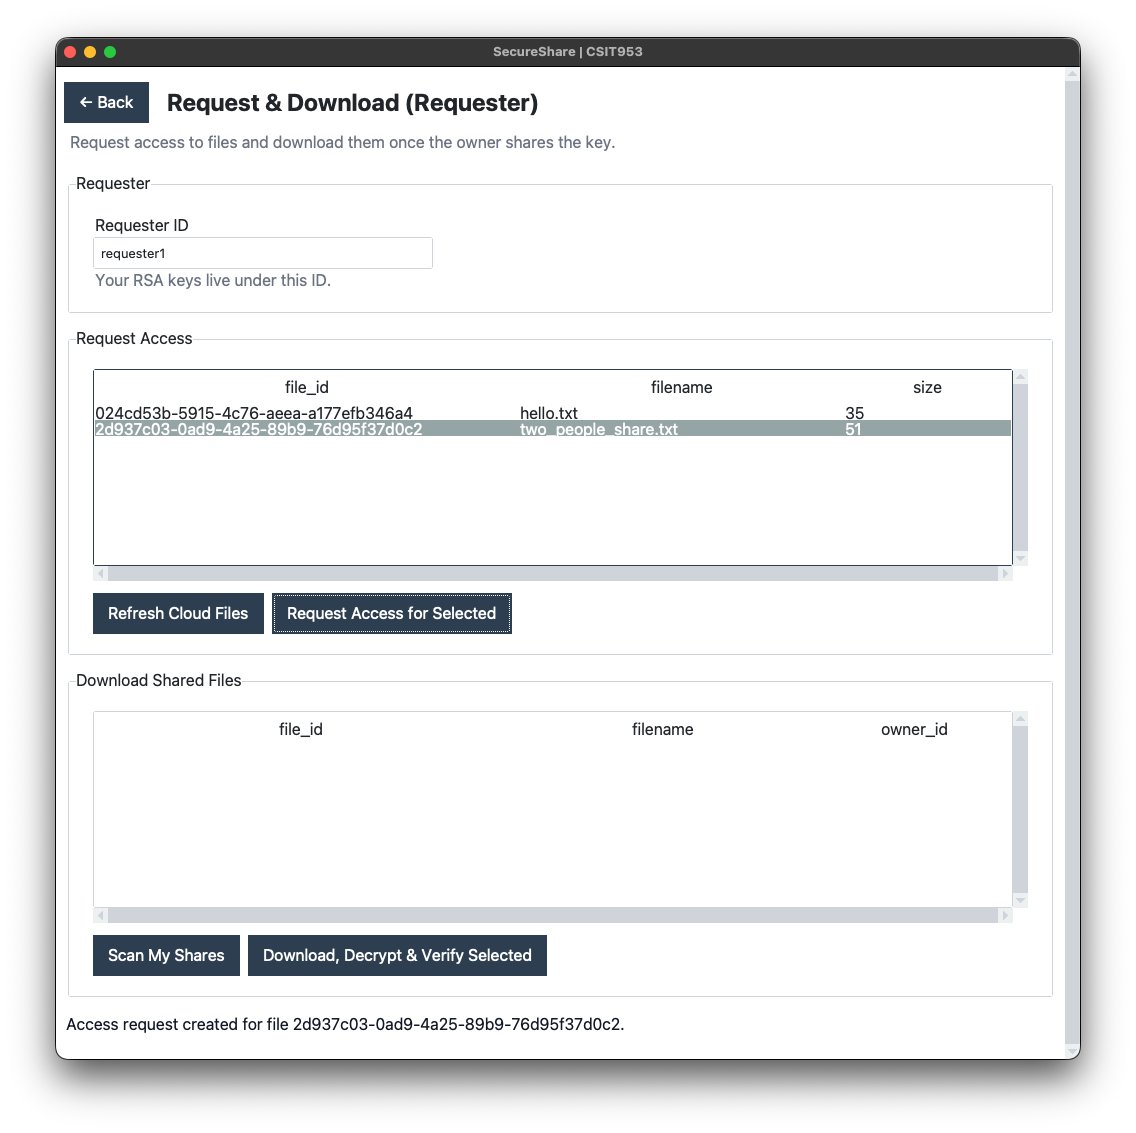 SecureShare | CSIT953
← Back
Request & Download (Requester)
Request access to files and download them once the owner shares the key.
Requester
Requester ID
requester1
Your RSA keys live under this ID.
Request Access
file_id filename size
024cd53b-5915-4c76-aeea-a177efb346a4 hello.txt 35
2d937c03-0ad9-4a25-89b9-76d95f37d0c2 two_people_share.txt 51
Refresh Cloud Files Request Access for Selected
Download Shared Files
file_id filename owner_id
Scan My Shares Download, Decrypt & Verify Selected
Access request created for file 2d937c03-0ad9-4a25-89b9-76d95f37d0c2.